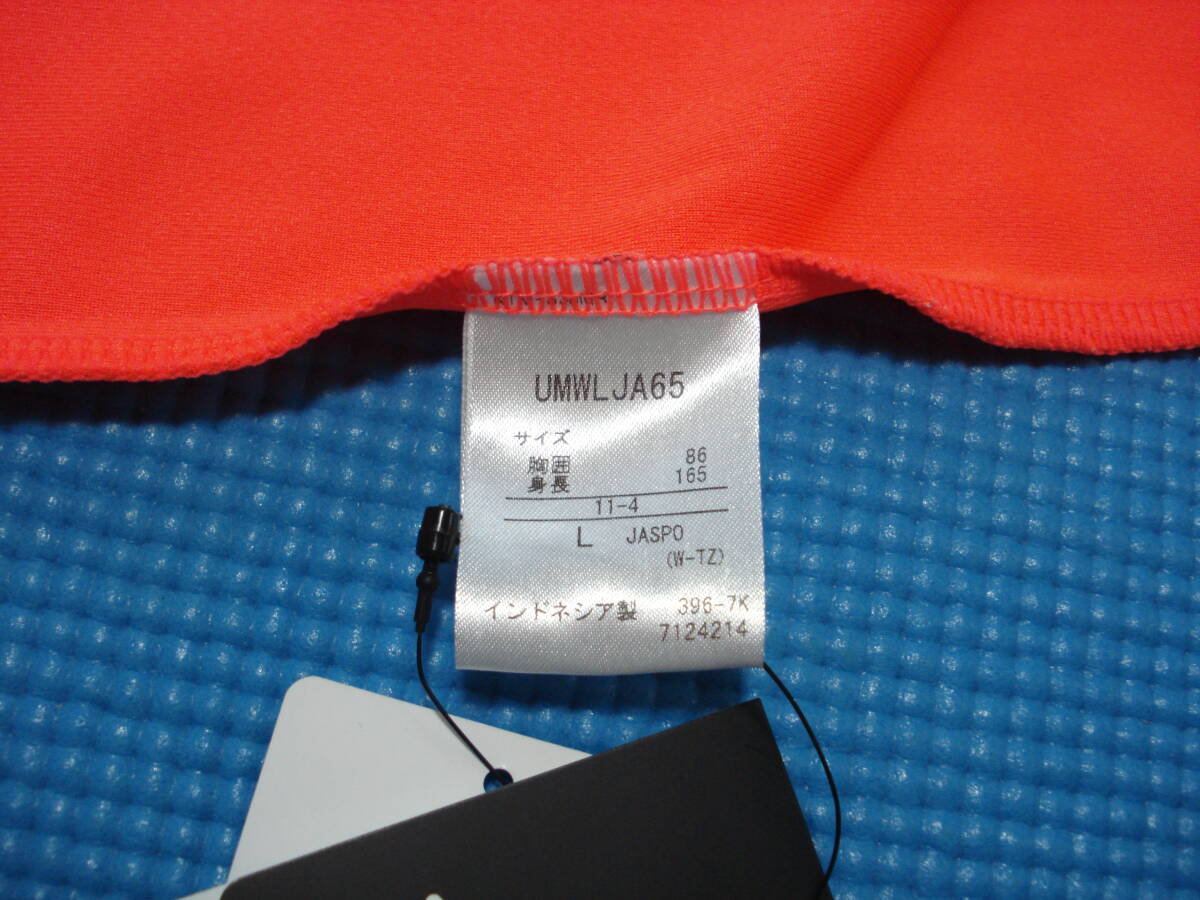 UMWLJA65
サイズ
胸囲 86
身長 165
11-4
L JASPO
(W-TZ)
インドネシア製 396-7K
7124214